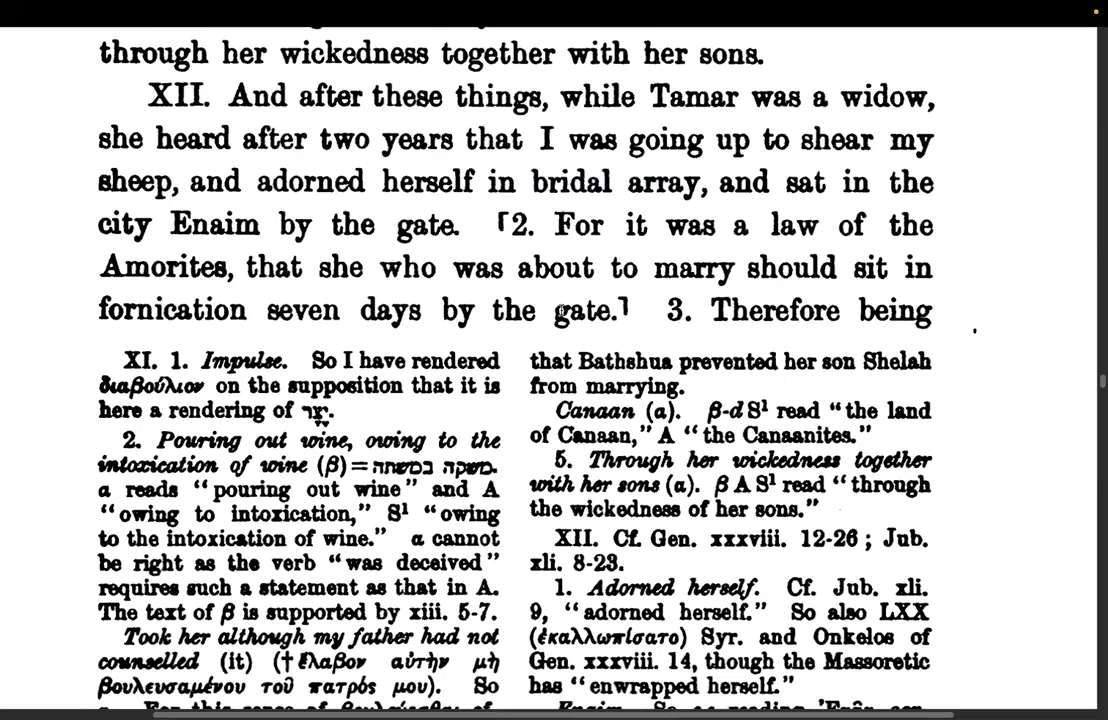 through her wickedness together with her sons.
XII. And after these things, while Tamar was a widow,
she heard after two years that I was going up to shear my
sheep, and adorned herself in bridal array, and sat in the
city Enaim by the gate. ⌜2. For it was a law of the
Amorites, that she who was about to marry should sit in
fornication seven days by the gate.⌝ 3. Therefore being
XI. 1. Impulse. So I have rendered
διαβούλιον on the supposition that it is
here a rendering of יצר.
2. Pouring out wine, owing to the
intoxication of wine (β) = משקה במשתה.
a reads “pouring out wine” and A
“owing to intoxication,” S¹ “owing
to the intoxication of wine.” a cannot
be right as the verb “was deceived”
requires such a statement as that in A.
The text of β is supported by xiii. 5-7.
Took her although my father had not
counselled (it) (†ἔλαβον αὐτὴν μὴ
βουλευσαμένου τοῦ πατρός μου). So
that Bathshua prevented her son Shelah
from marrying.
Canaan (a). β-d S¹ read “the land
of Canaan,” A “the Canaanites.”
5. Through her wickedness together
with her sons (a). β A S¹ read “through
the wickedness of her sons.”
XII. Cf. Gen. xxxviii. 12-26 ; Jub.
xli. 8-23.
1. Adorned herself. Cf. Jub. xli.
9, “adorned herself.” So also LXX
(ἐκαλλωπίσατο) Syr. and Onkelos of
Gen. xxxviii. 14, though the Massoretic
has “enwrapped herself.”